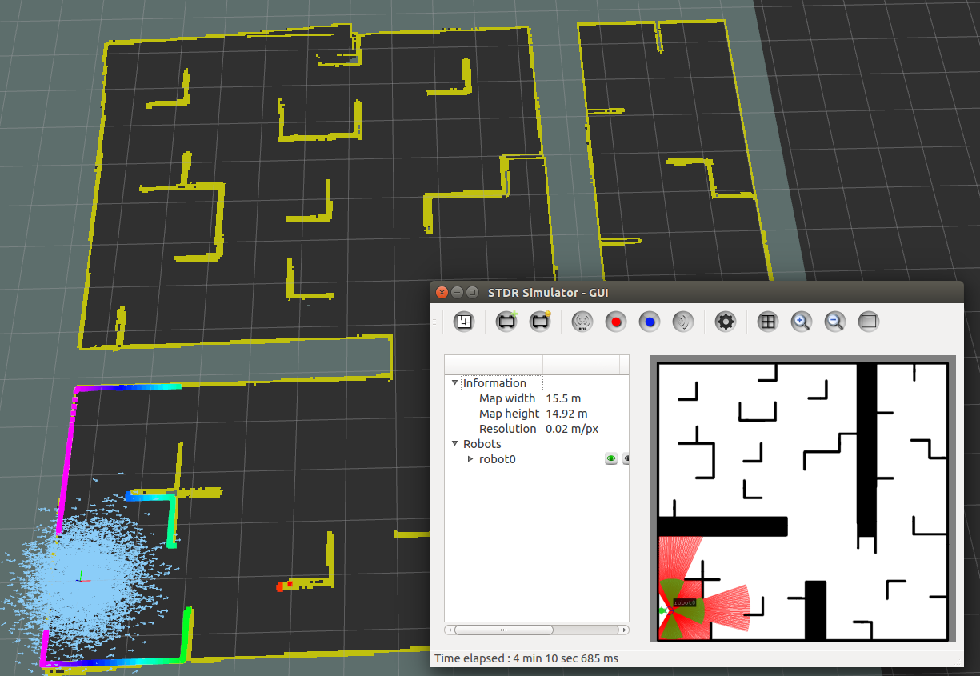 STDR Simulator - GUI
Information
Map width 15.5 m
Map height 14.92 m
Resolution 0.02 m/px
Robots
robot0
robot0
Time elapsed : 4 min 10 sec 685 ms